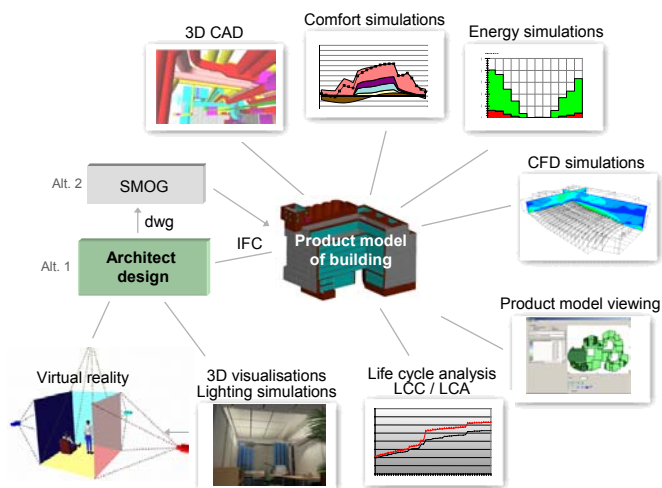 Comfort simulations
3D CAD
Energy simulations
CFD simulations
Alt. 2
SMOG
dwg
IFC
Product model
of building
Alt. 1
Architect
design
Product model viewing
Virtual reality
3D visualisations
Lighting simulations
Life cycle analysis
LCC / LCA